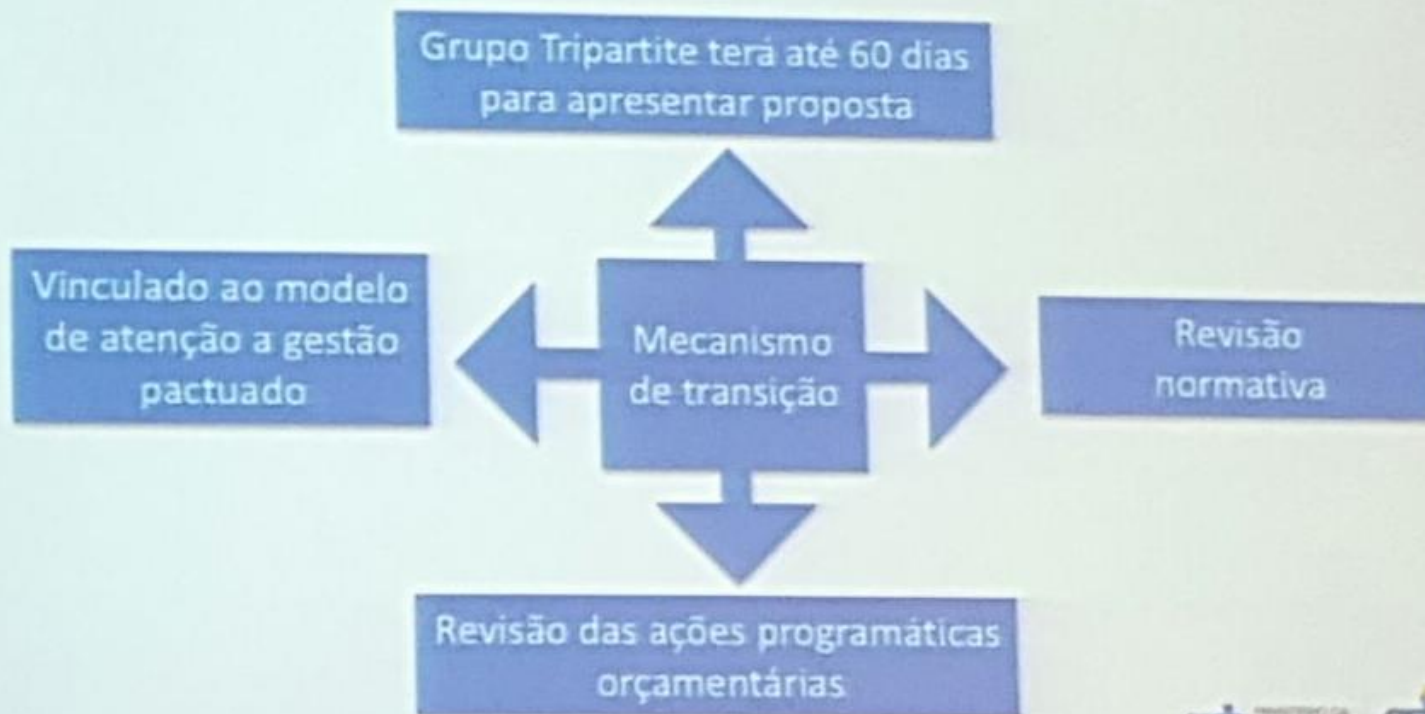 Grupo Tripartite terá até 60 dias
para apresentar proposta
Vinculado ao modelo
de atenção a gestão
pactuado
Mecanismo
de transição
Revisão
normativa
Revisão das ações programáticas
orçamentárias